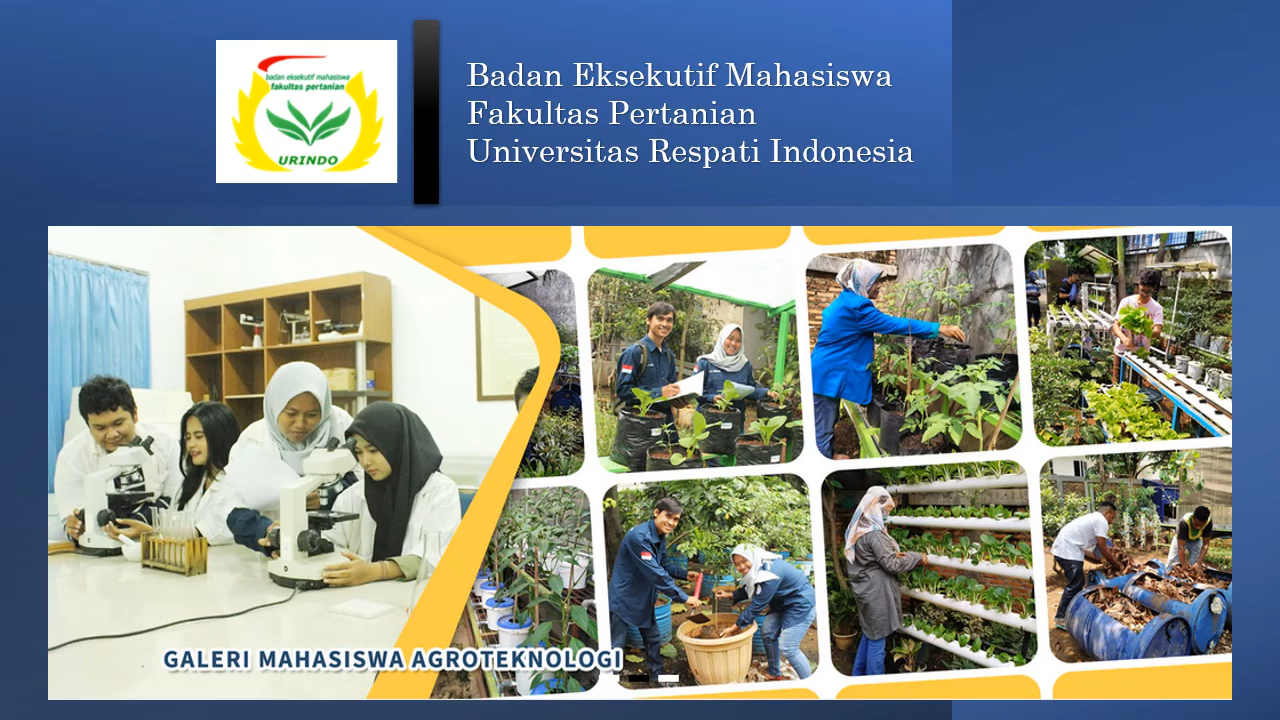 badan eksekutif mahasiswa
fakultas pertanian
URINDO
Badan Eksekutif Mahasiswa
Fakultas Pertanian
Universitas Respati Indonesia
GALERI MAHASISWA AGROTEKNOLOGI